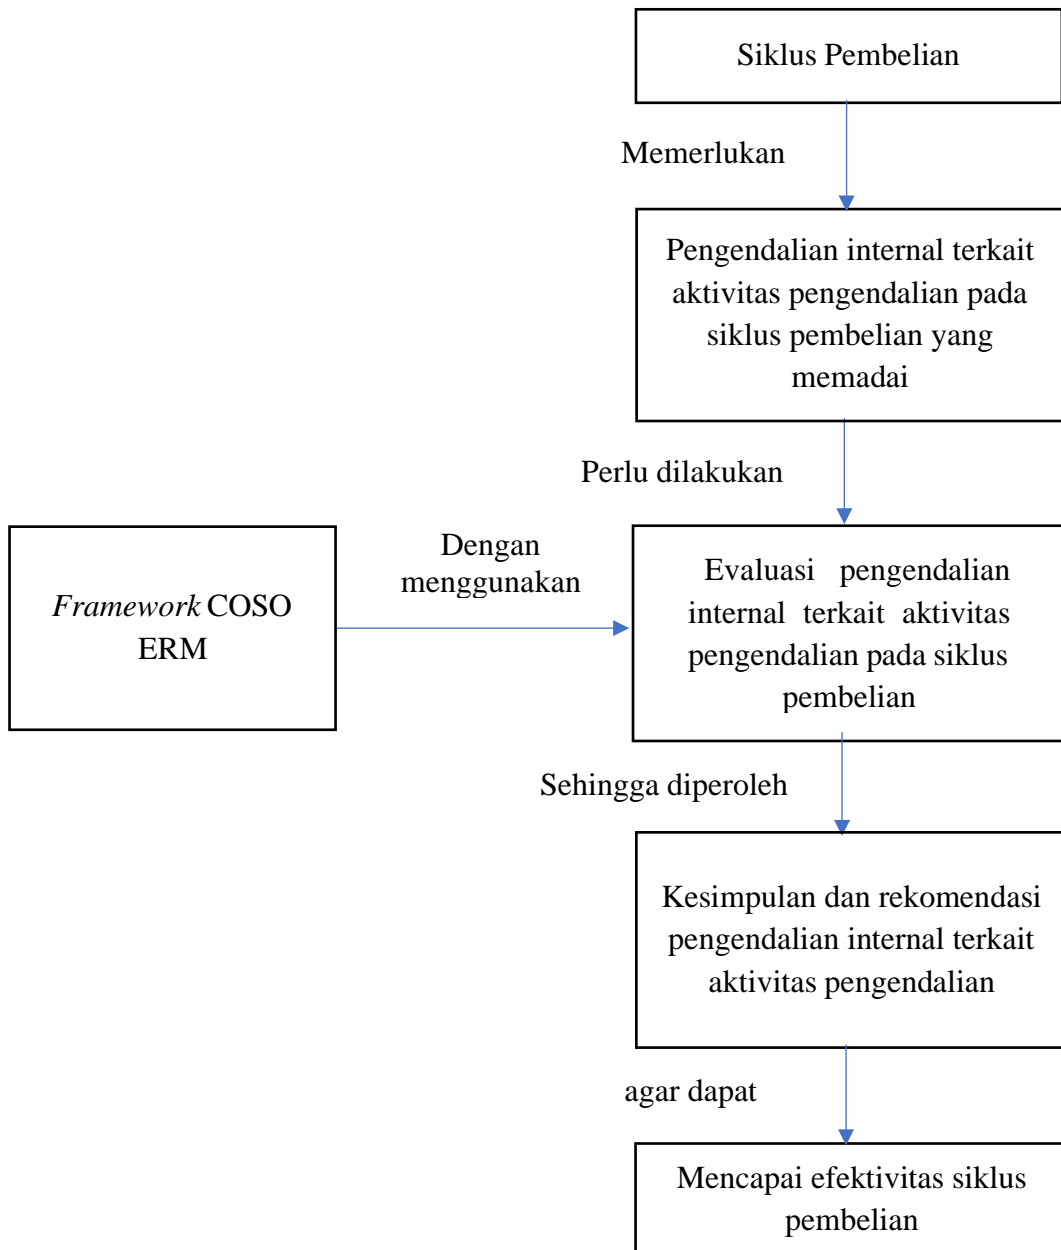 Siklus Pembelian
Memerlukan
Pengendalian internal terkait
aktivitas pengendalian pada
siklus pembelian yang
memadai
Perlu dilakukan
Framework COSO
ERM
Dengan
menggunakan
Evaluasi pengendalian
internal terkait aktivitas
pengendalian pada siklus
pembelian
Sehingga diperoleh
Kesimpulan dan rekomendasi
pengendalian internal terkait
aktivitas pengendalian
agar dapat
Mencapai efektivitas siklus
pembelian